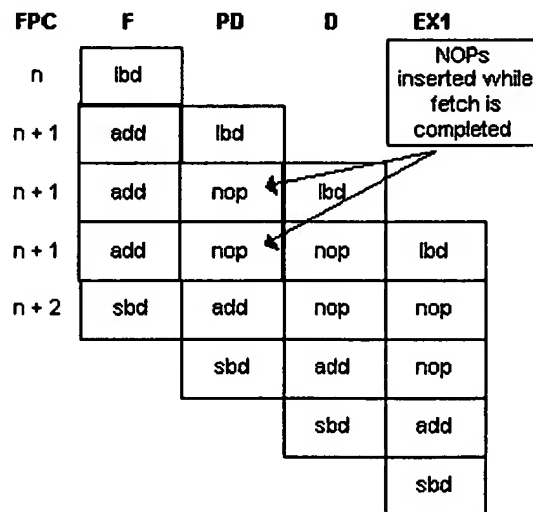 FPC F PD D EX1
NOPs
inserted while
fetch is
completed
n lbd
n + 1 add lbd
n + 1 add nop lbd
n + 1 add nop nop lbd
n + 2 sbd add nop nop
sbd add nop
sbd add
sbd